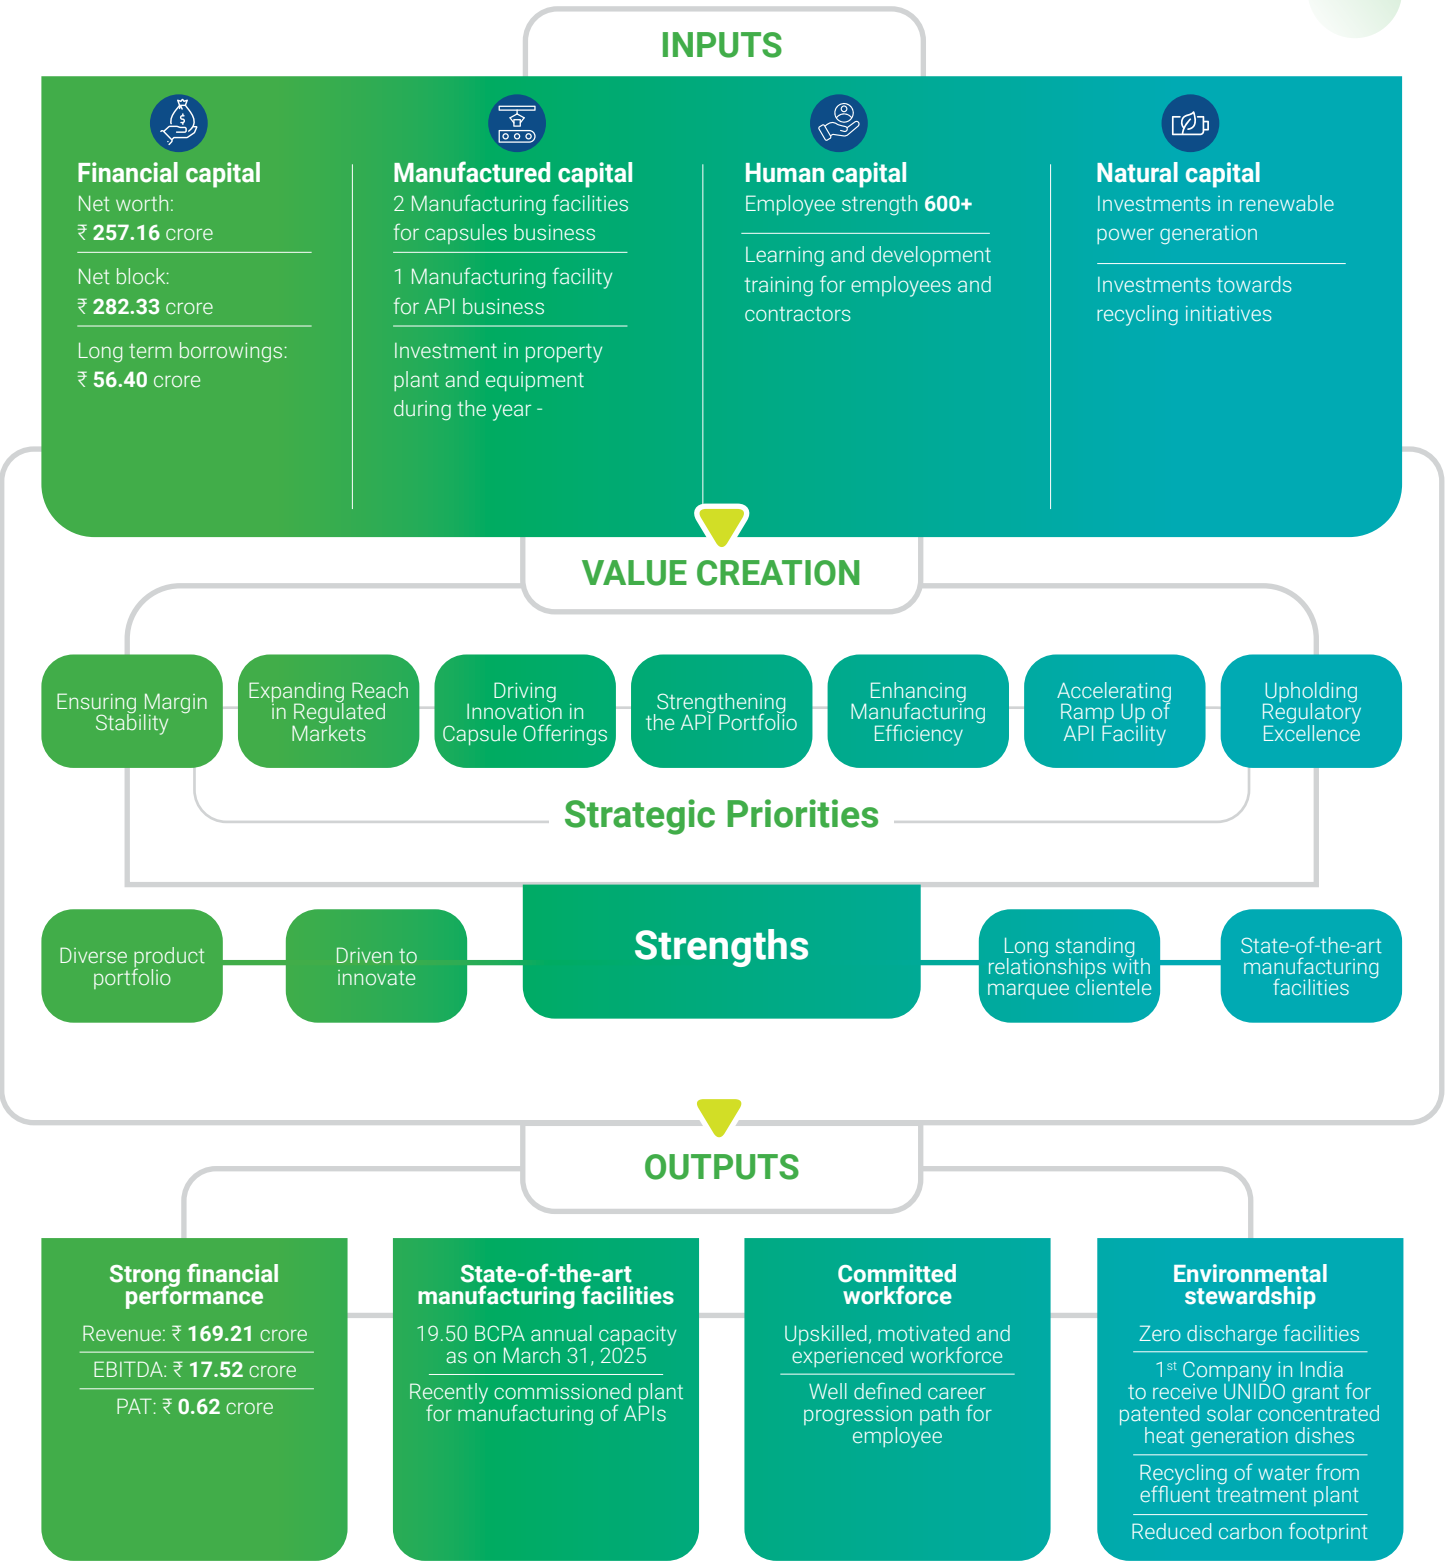 INPUTS
Financial capital
Net worth:
₹ 257.16 crore
Net block:
₹ 282.33 crore
Long term borrowings:
₹ 56.40 crore
Manufactured capital
2 Manufacturing facilities
for capsules business
1 Manufacturing facility
for API business
Investment in property
plant and equipment
during the year -
Human capital
Employee strength 600+
Learning and development
training for employees and
contractors
Natural capital
Investments in renewable
power generation
Investments towards
recycling initiatives
VALUE CREATION
Ensuring Margin
Stability
Expanding Reach
in Regulated
Markets
Driving
Innovation in
Capsule Offerings
Strengthening
the API Portfolio
Enhancing
Manufacturing
Efficiency
Accelerating
Ramp Up of
API Facility
Upholding
Regulatory
Excellence
Strategic Priorities
Diverse product
portfolio
Driven to
innovate
Strengths
Long standing
relationships with
marquee clientele
State-of-the-art
manufacturing
facilities
OUTPUTS
Strong financial
performance
Revenue: ₹ 169.21 crore
EBITDA: ₹ 17.52 crore
PAT: ₹ 0.62 crore
State-of-the-art
manufacturing facilities
19.50 BCPA annual capacity
as on March 31, 2025
Recently commissioned plant
for manufacturing of APIs
Committed
workforce
Upskilled, motivated and
experienced workforce
Well defined career
progression path for
employee
Environmental
stewardship
Zero discharge facilities
1st Company in India
to receive UNIDO grant for
patented solar concentrated
heat generation dishes
Recycling of water from
effluent treatment plant
Reduced carbon footprint